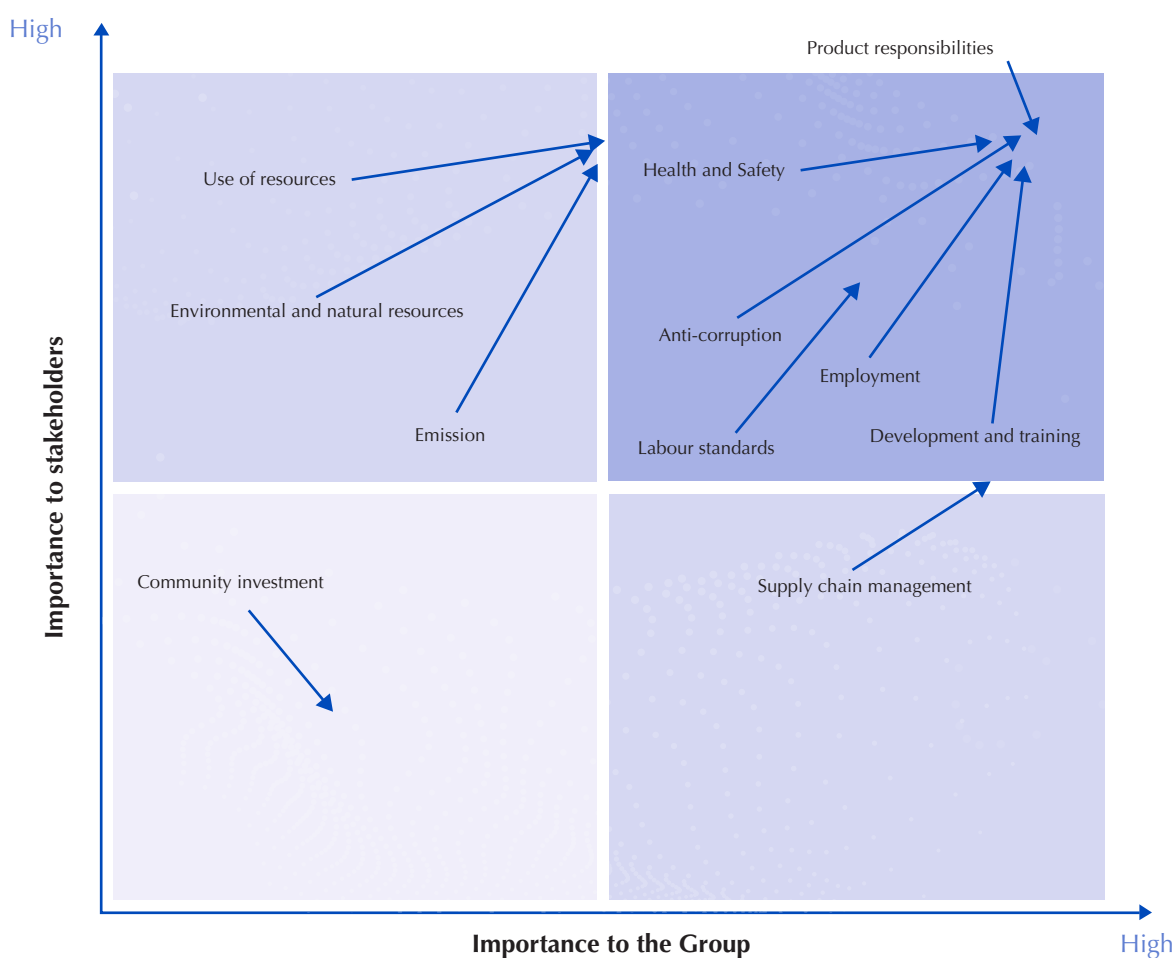 High
Product responsibilities
Use of resources
Health and Safety
Environmental and natural resources
Anti-corruption
Employment
Emission
Labour standards
Development and training
Importance to stakeholders
Community investment
Supply chain management
Importance to the Group
High